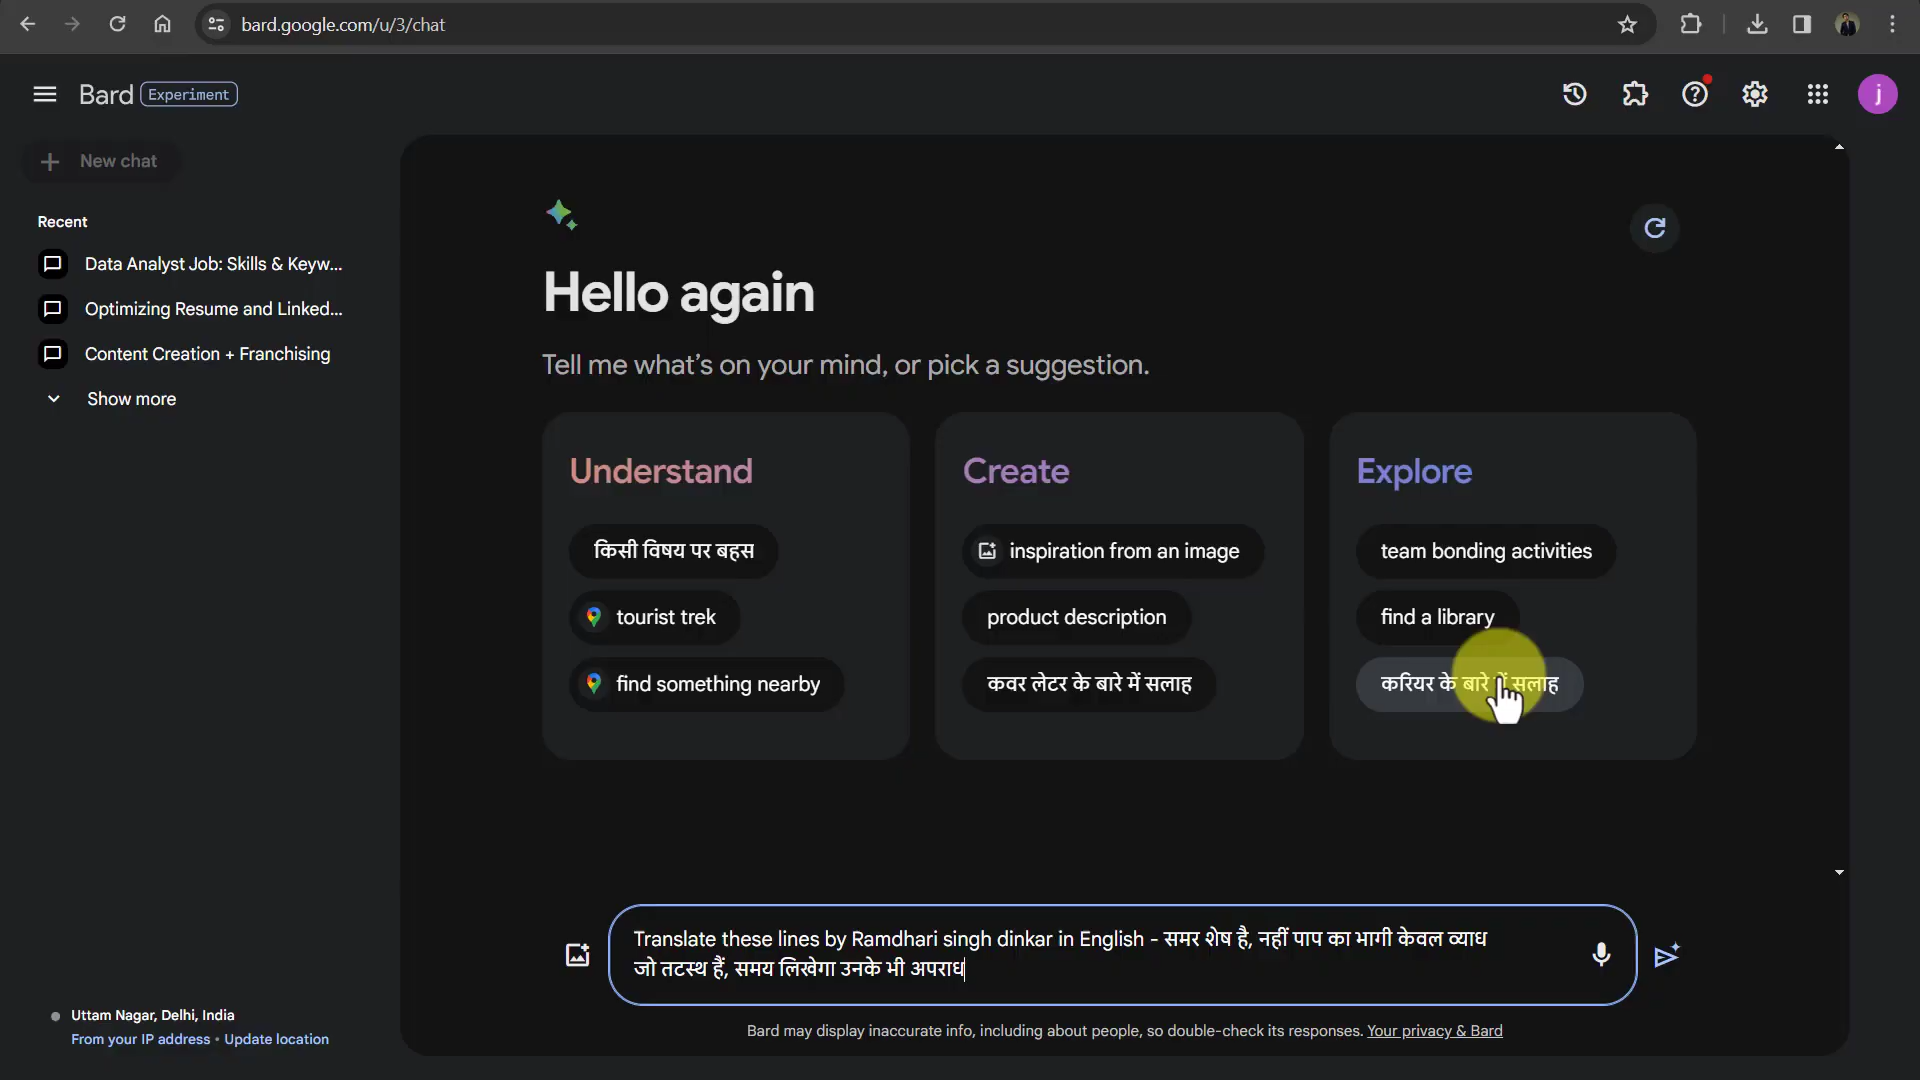 bard.google.com/u/3/chat
Bard Experiment
j
New chat
Recent
Data Analyst Job: Skills & Keyw...
Optimizing Resume and Linked...
Content Creation + Franchising
Show more
Hello again
Tell me what's on your mind, or pick a suggestion.
Understand
किसी विषय पर बहस
tourist trek
find something nearby
Create
inspiration from an image
product description
कवर लेटर के बारे में सलाह
Explore
team bonding activities
find a library
करियर के बारे में सलाह
Translate these lines by Ramdhari singh dinkar in English - समर शेष है, नहीं पाप का भागी केवल व्याध
जो तटस्थ हैं, समय लिखेगा उनके भी अपराध
Uttam Nagar, Delhi, India
From your IP address • Update location
Bard may display inaccurate info, including about people, so double-check its responses. Your privacy & Bard